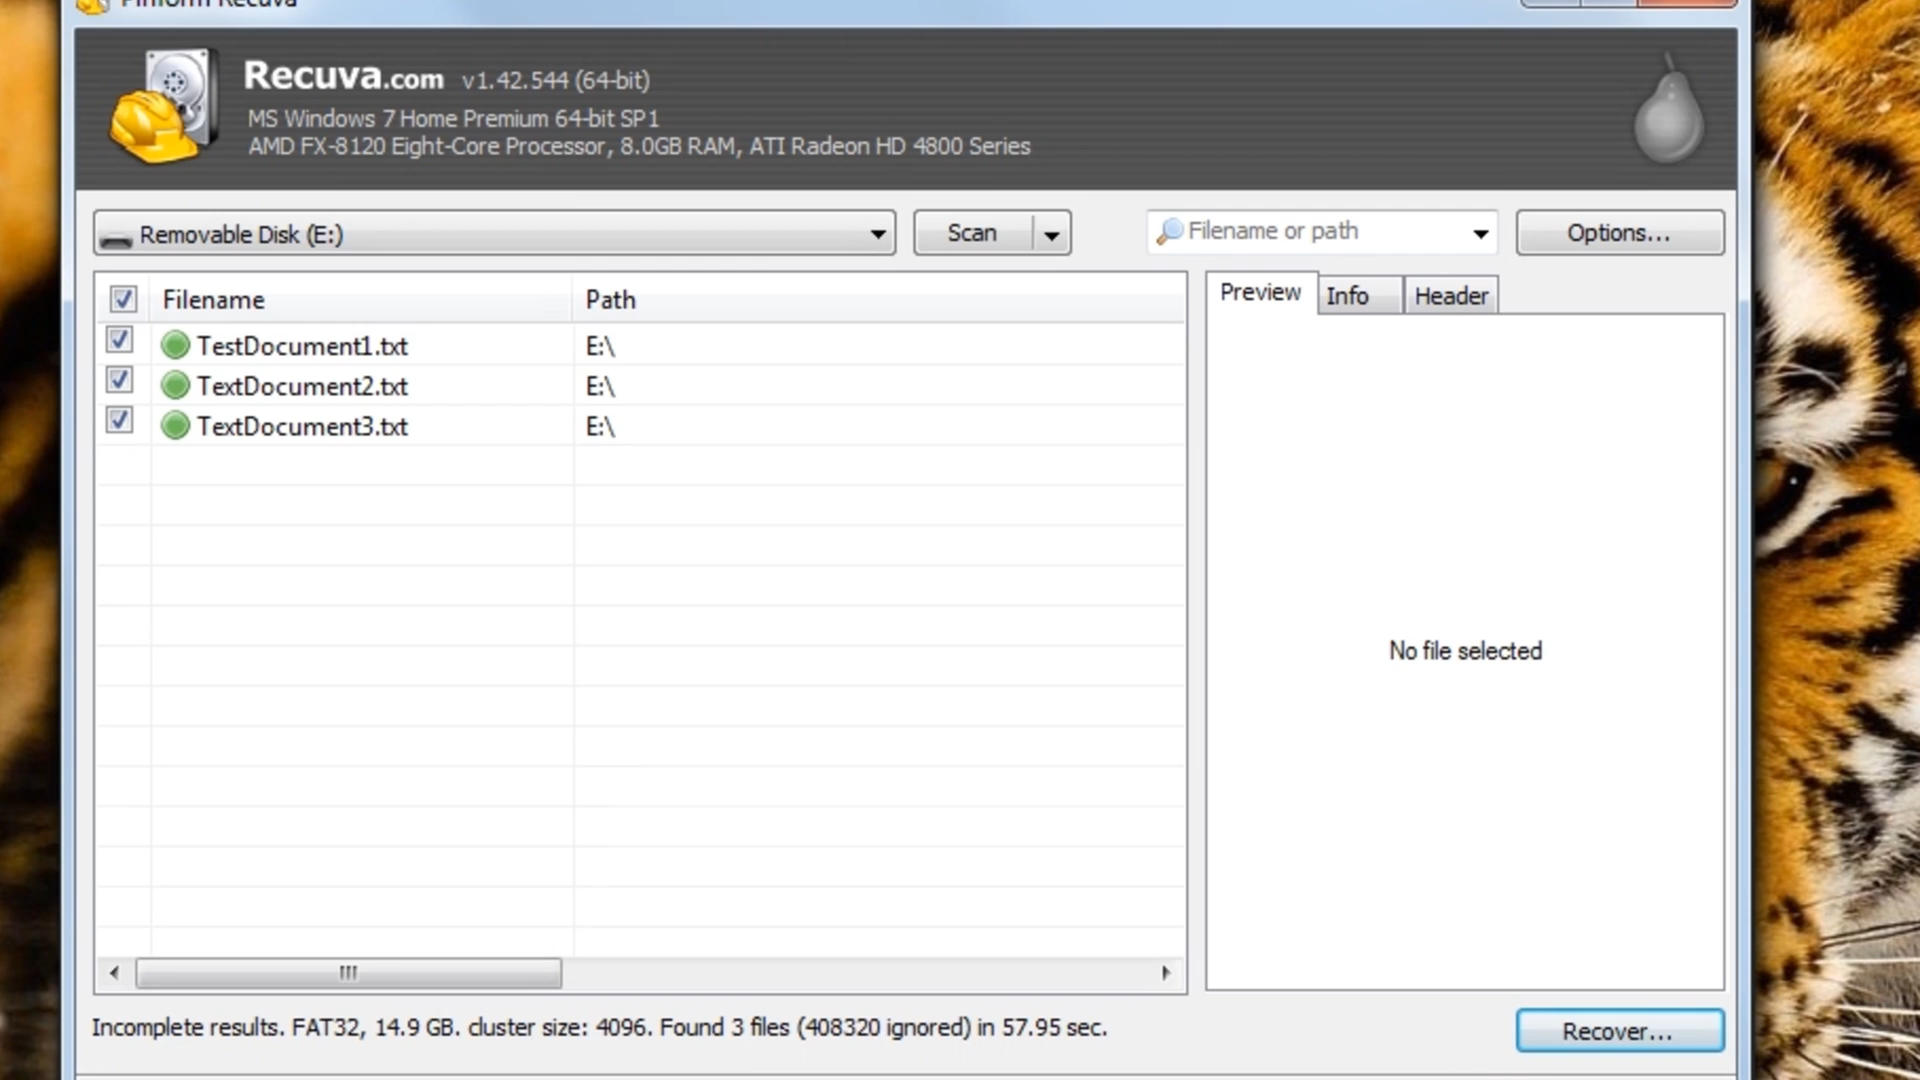 Piriform Recuva
Recuva.com v1.42.544 (64-bit)
MS Windows 7 Home Premium 64-bit SP1
AMD FX-8120 Eight-Core Processor, 8.0GB RAM, ATI Radeon HD 4800 Series
Removable Disk (E:) Scan Filename or path Options...
Filename Path Preview Info Header
TestDocument1.txt E:\
TextDocument2.txt E:\
TextDocument3.txt E:\
No file selected
Incomplete results. FAT32, 14.9 GB. cluster size: 4096. Found 3 files (408320 ignored) in 57.95 sec.
Recover...